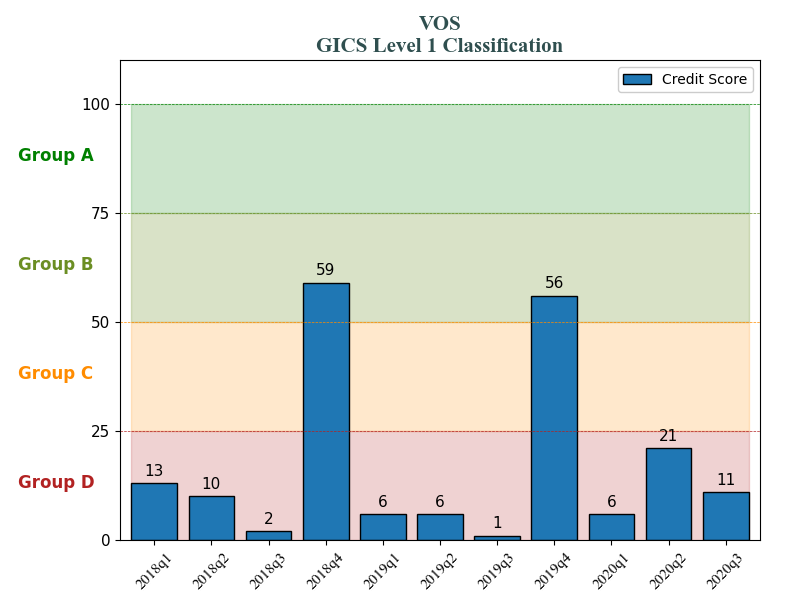 VOS
GICS Level 1 Classification
Credit Score
100
Group A
75
Group B
59
56
50
Group C
25
21
13
10
11
Group D
6
6
6
2
1
0
2018q1
2018q2
2018q3
2018q4
2019q1
2019q2
2019q3
2019q4
2020q1
2020q2
2020q3